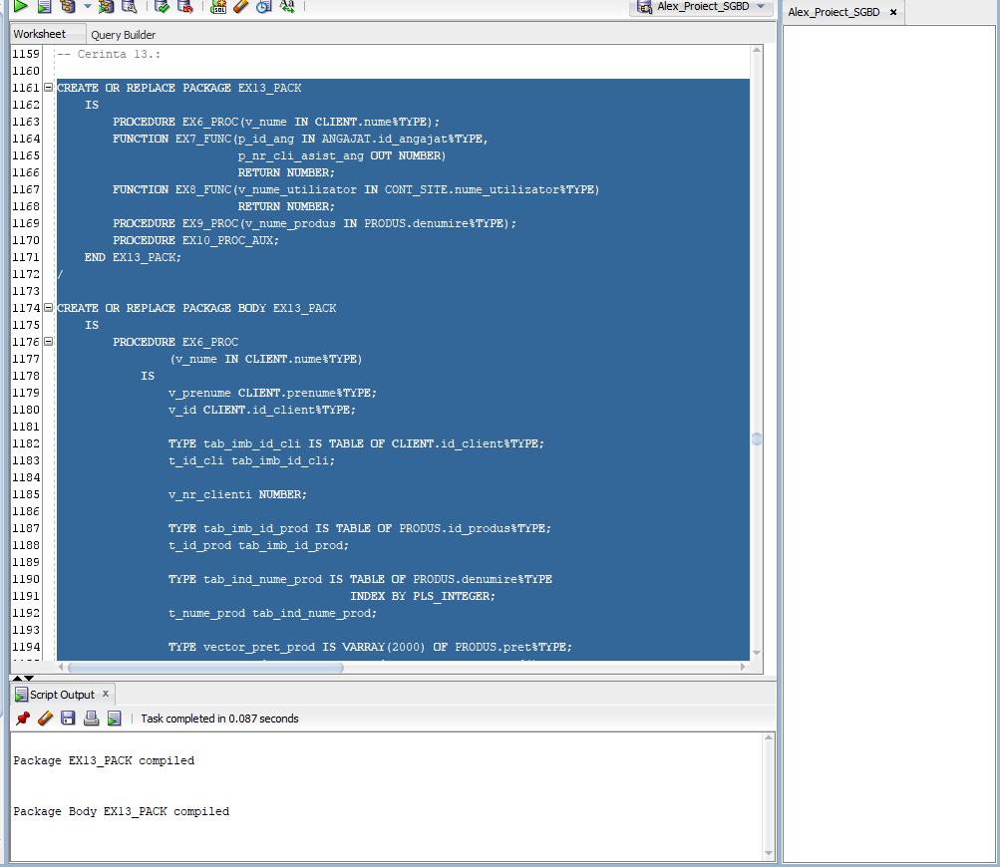 Alex_Proiect_SGBD
Alex_Proiect_SGBD x
Worksheet Query Builder
1159 -- Cerinta 13.:
1160
1161 CREATE OR REPLACE PACKAGE EX13_PACK
1162 IS
1163 PROCEDURE EX6_PROC(v_nume IN CLIENT.nume%TYPE);
1164 FUNCTION EX7_FUNC(p_id_ang IN ANGAJAT.id_angajat%TYPE,
1165 p_nr_cli_asist_ang OUT NUMBER)
1166 RETURN NUMBER;
1167 FUNCTION EX8_FUNC(v_nume_utilizator IN CONT_SITE.nume_utilizator%TYPE)
1168 RETURN NUMBER;
1169 PROCEDURE EX9_PROC(v_nume_produs IN PRODUS.denumire%TYPE);
1170 PROCEDURE EX10_PROC_AUX;
1171 END EX13_PACK;
1172 /
1173
1174 CREATE OR REPLACE PACKAGE BODY EX13_PACK
1175 IS
1176 PROCEDURE EX6_PROC
1177 (v_nume IN CLIENT.nume%TYPE)
1178 IS
1179 v_prenume CLIENT.prenume%TYPE;
1180 v_id CLIENT.id_client%TYPE;
1181
1182 TYPE tab_imb_id_cli IS TABLE OF CLIENT.id_client%TYPE;
1183 t_id_cli tab_imb_id_cli;
1184
1185 v_nr_clienti NUMBER;
1186
1187 TYPE tab_imb_id_prod IS TABLE OF PRODUS.id_produs%TYPE;
1188 t_id_prod tab_imb_id_prod;
1189
1190 TYPE tab_ind_nume_prod IS TABLE OF PRODUS.denumire%TYPE
1191 INDEX BY PLS_INTEGER;
1192 t_nume_prod tab_ind_nume_prod;
1193
1194 TYPE vector_pret_prod IS VARRAY(2000) OF PRODUS.pret%TYPE;
Script Output x
Task completed in 0.087 seconds
Package EX13_PACK compiled
Package Body EX13_PACK compiled